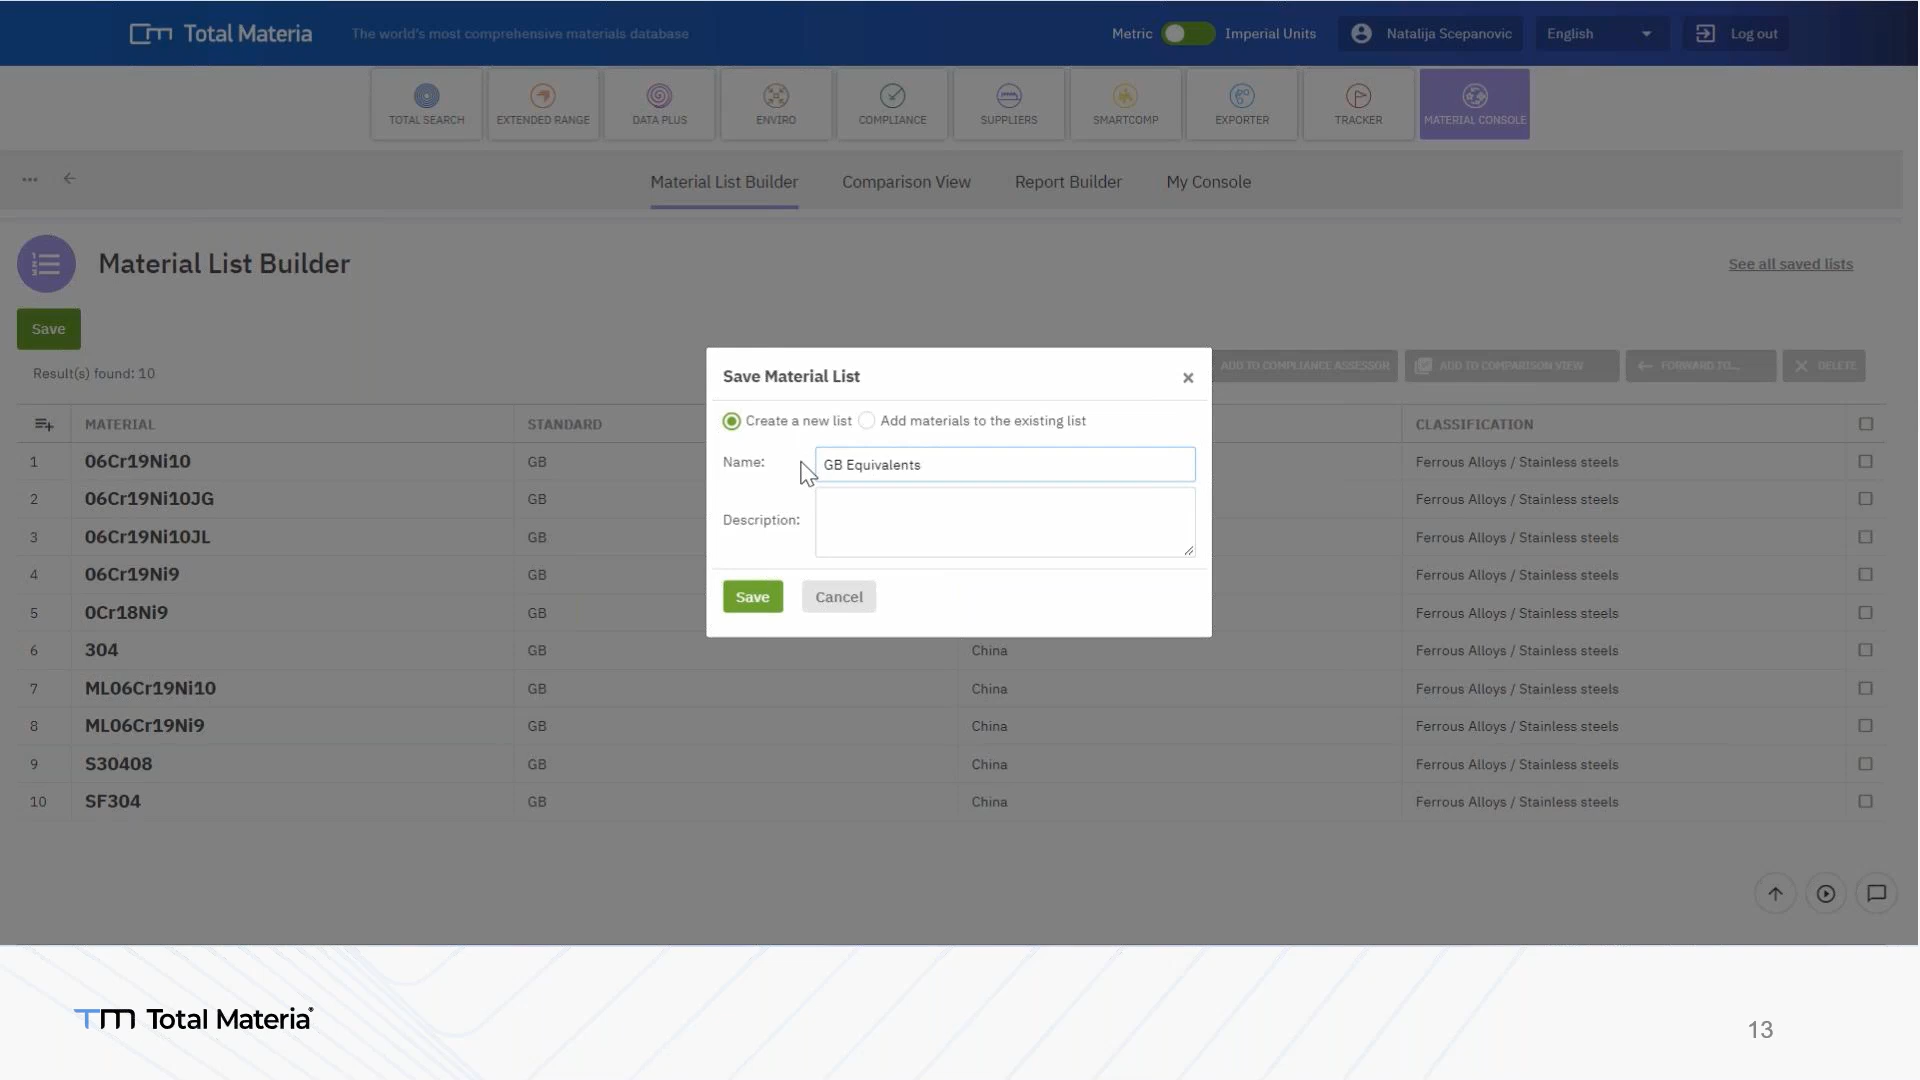 Total Materia The world's most comprehensive materials database Metric Imperial Units Natalija Scepanovic English Log out
TOTAL SEARCH EXTENDED RANGE DATA PLUS ENVIRO COMPLIANCE SUPPLIERS SMARTCOMP EXPORTER TRACKER MATERIAL CONSOLE
Material List Builder Comparison View Report Builder My Console
Material List Builder
See all saved lists
Save
Result(s) found: 10
ADD TO COMPLIANCE ASSESSOR ADD TO COMPARISON VIEW FORWARD TO... DELETE
Save Material List ×
Create a new list Add materials to the existing list
Name: GB Equivalents
Description:
Save Cancel
MATERIAL STANDARD CLASSIFICATION
1 06Cr19Ni10 GB Ferrous Alloys / Stainless steels
2 06Cr19Ni10JG GB Ferrous Alloys / Stainless steels
3 06Cr19Ni10JL GB Ferrous Alloys / Stainless steels
4 06Cr19Ni9 GB Ferrous Alloys / Stainless steels
5 0Cr18Ni9 GB Ferrous Alloys / Stainless steels
6 304 GB China Ferrous Alloys / Stainless steels
7 ML06Cr19Ni10 GB China Ferrous Alloys / Stainless steels
8 ML06Cr19Ni9 GB China Ferrous Alloys / Stainless steels
9 S30408 GB China Ferrous Alloys / Stainless steels
10 SF304 GB China Ferrous Alloys / Stainless steels
TM Total Materia®
13